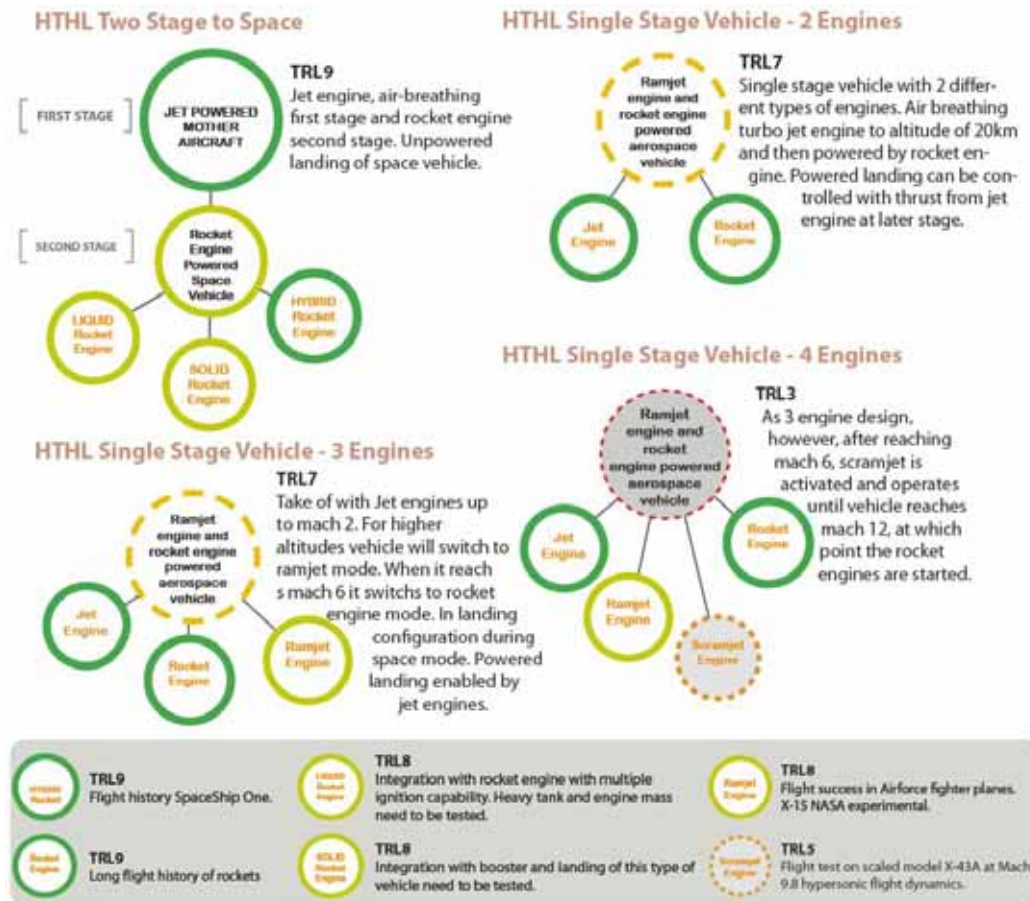 HTHL Two Stage to Space
[ FIRST STAGE ]
JET POWERED
MOTHER
AIRCRAFT
TRL9
Jet engine, air-breathing
first stage and rocket engine
second stage. Unpowered
landing of space vehicle.
[ SECOND STAGE ]
Rocket
Engine
Powered
Space
Vehicle
LIQUID
Rocket
Engine
SOLID
Rocket
Engine
HYBRID
Rocket
Engine
HTHL Single Stage Vehicle - 2 Engines
Ramjet
engine and
rocket engine
powered
aerospace
vehicle
Jet
Engine
Rocket
Engine
TRL7
Single stage vehicle with 2 differ-
ent types of engines. Air breathing
turbo jet engine to altitude of 20km
and then powered by rocket en-
gine. Powered landing can be con-
trolled with thrust from jet
engine at later stage.
HTHL Single Stage Vehicle - 3 Engines
Ramjet
engine and
rocket engine
powered
aerospace
vehicle
Jet
Engine
Rocket
Engine
Ramjet
Engine
TRL7
Take of with Jet engines up
to mach 2. For higher
altitudes vehicle will switch to
ramjet mode. When it reach
s mach 6 it switchs to rocket
engine mode. In landing
configuration during
space mode. Powered
landing enabled by
jet engines.
HTHL Single Stage Vehicle - 4 Engines
Ramjet
engine and
rocket
engine powered
aerospace
vehicle
Jet
Engine
Ramjet
Engine
Scramjet
Engine
Rocket
Engine
TRL3
As 3 engine design,
however, after reaching
mach 6, scramjet is
activated and operates
until vehicle reaches
mach 12, at which
point the rocket
engines are started.
HYBRID
Rocket
TRL9
Flight history SpaceShip One.
Rocket
Engine
TRL9
Long flight history of rockets
LIQUID
Rocket
Engine
TRL8
Integration with rocket engine with multiple
ignition capability. Heavy tank and engine mass
need to be tested.
SOLID
Rocket
Engine
TRL8
Integration with booster and landing of this type of
vehicle need to be tested.
Ramjet
Engine
TRL8
Flight success in Airforce fighter planes.
X-15 NASA experimental.
Scramjet
Engine
TRL5
Flight test on scaled model X-43A at Mach
9.8 hypersonic flight dynamics.